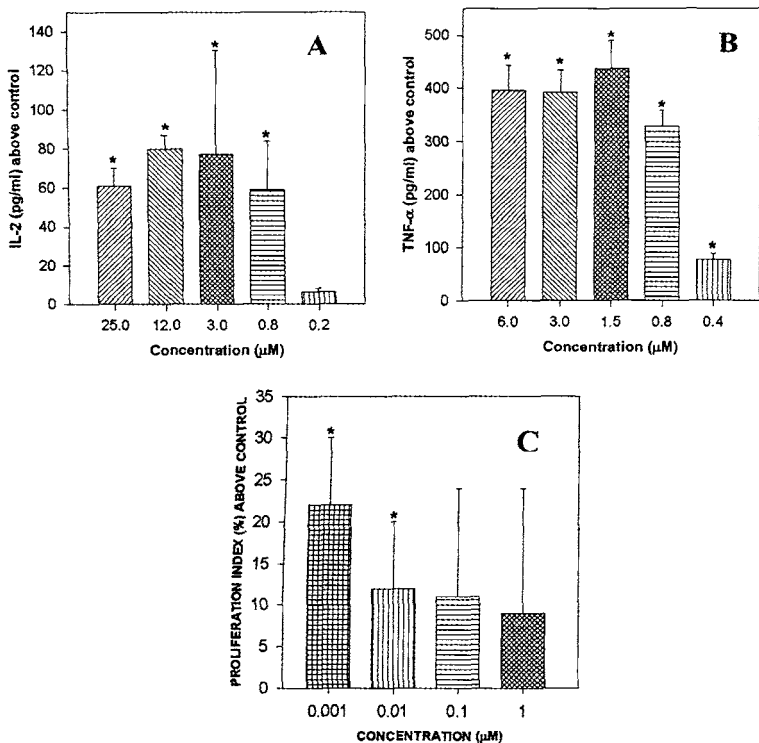 A
IL-2 (pg/ml) above control
160
140
120
100
80
60
40
20
0
* * * *
25.0 12.0 3.0 0.8 0.2
Concentration (μM)
B
TNF-α (pg/ml) above control
500
400
300
200
100
0
* * * * *
6.0 3.0 1.5 0.8 0.4
Concentration (μM)
C
PROLIFERATION INDEX (%) ABOVE CONTROL
35
30
25
20
15
10
5
0
* *
0.001 0.01 0.1 1
CONCENTRATION (μM)